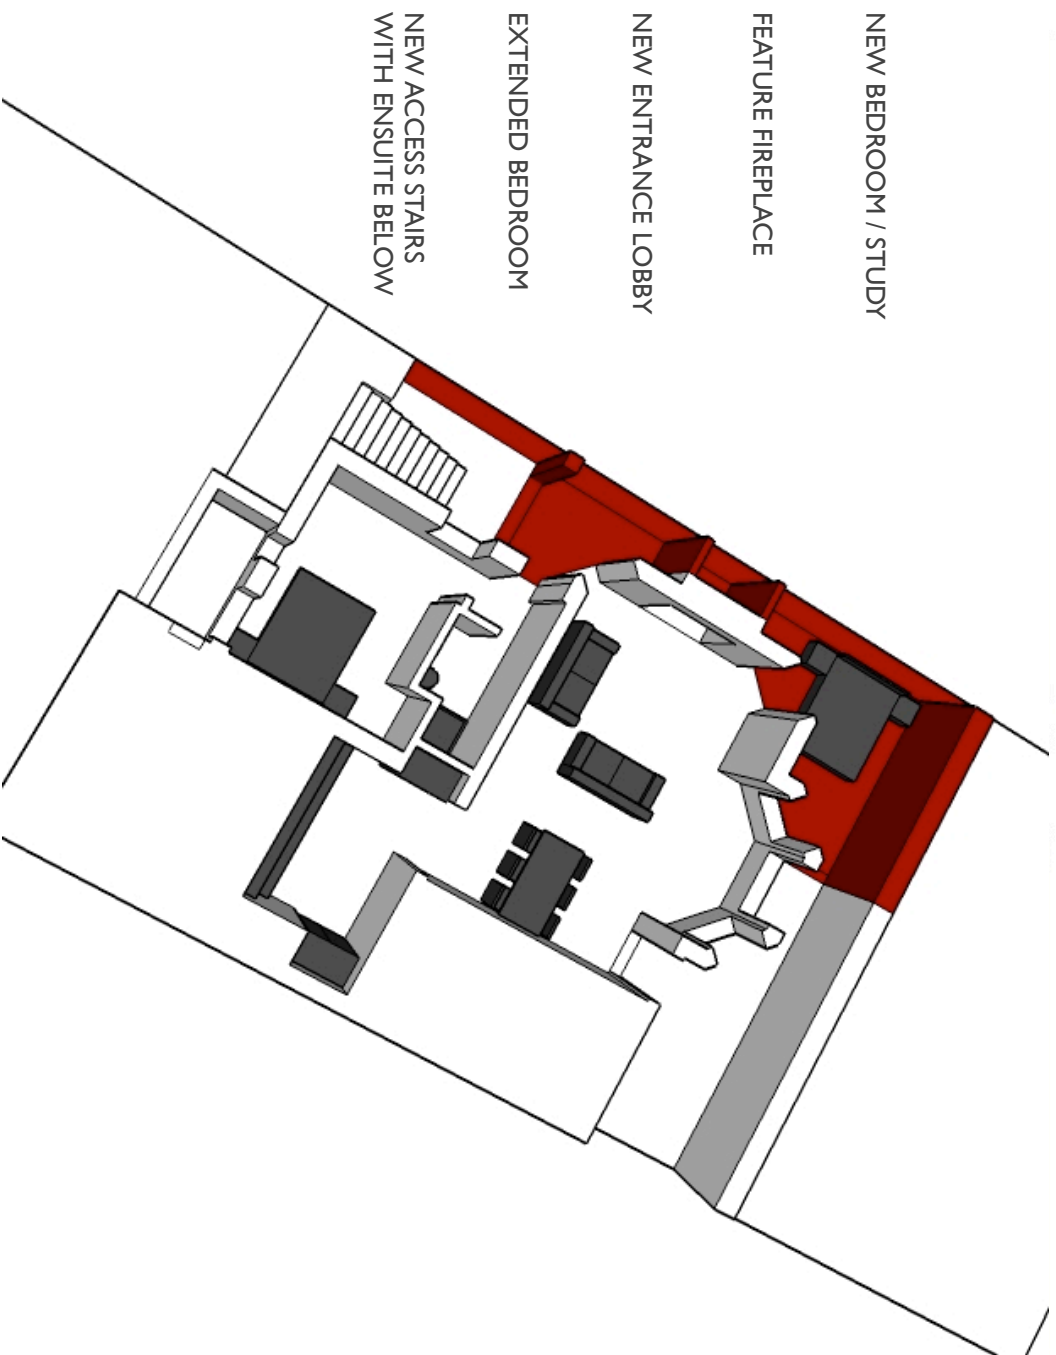 NEW BEDROOM / STUDY
FEATURE FIREPLACE
NEW ENTRANCE LOBBY
EXTENDED BEDROOM
NEW ACCESS STAIRS
WITH ENSUITE BELOW